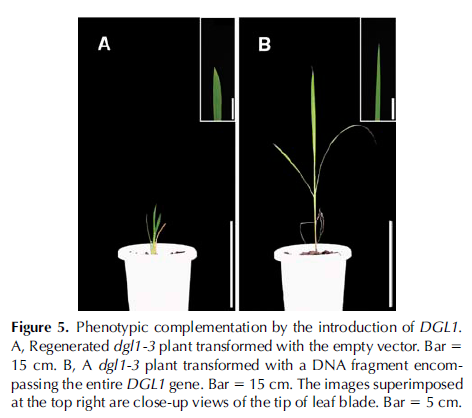 A
B
Figure 5. Phenotypic complementation by the introduction of DGL1.
A, Regenerated dgl1-3 plant transformed with the empty vector. Bar =
15 cm. B, A dgl1-3 plant transformed with a DNA fragment encom-
passing the entire DGL1 gene. Bar = 15 cm. The images superimposed
at the top right are close-up views of the tip of leaf blade. Bar = 5 cm.